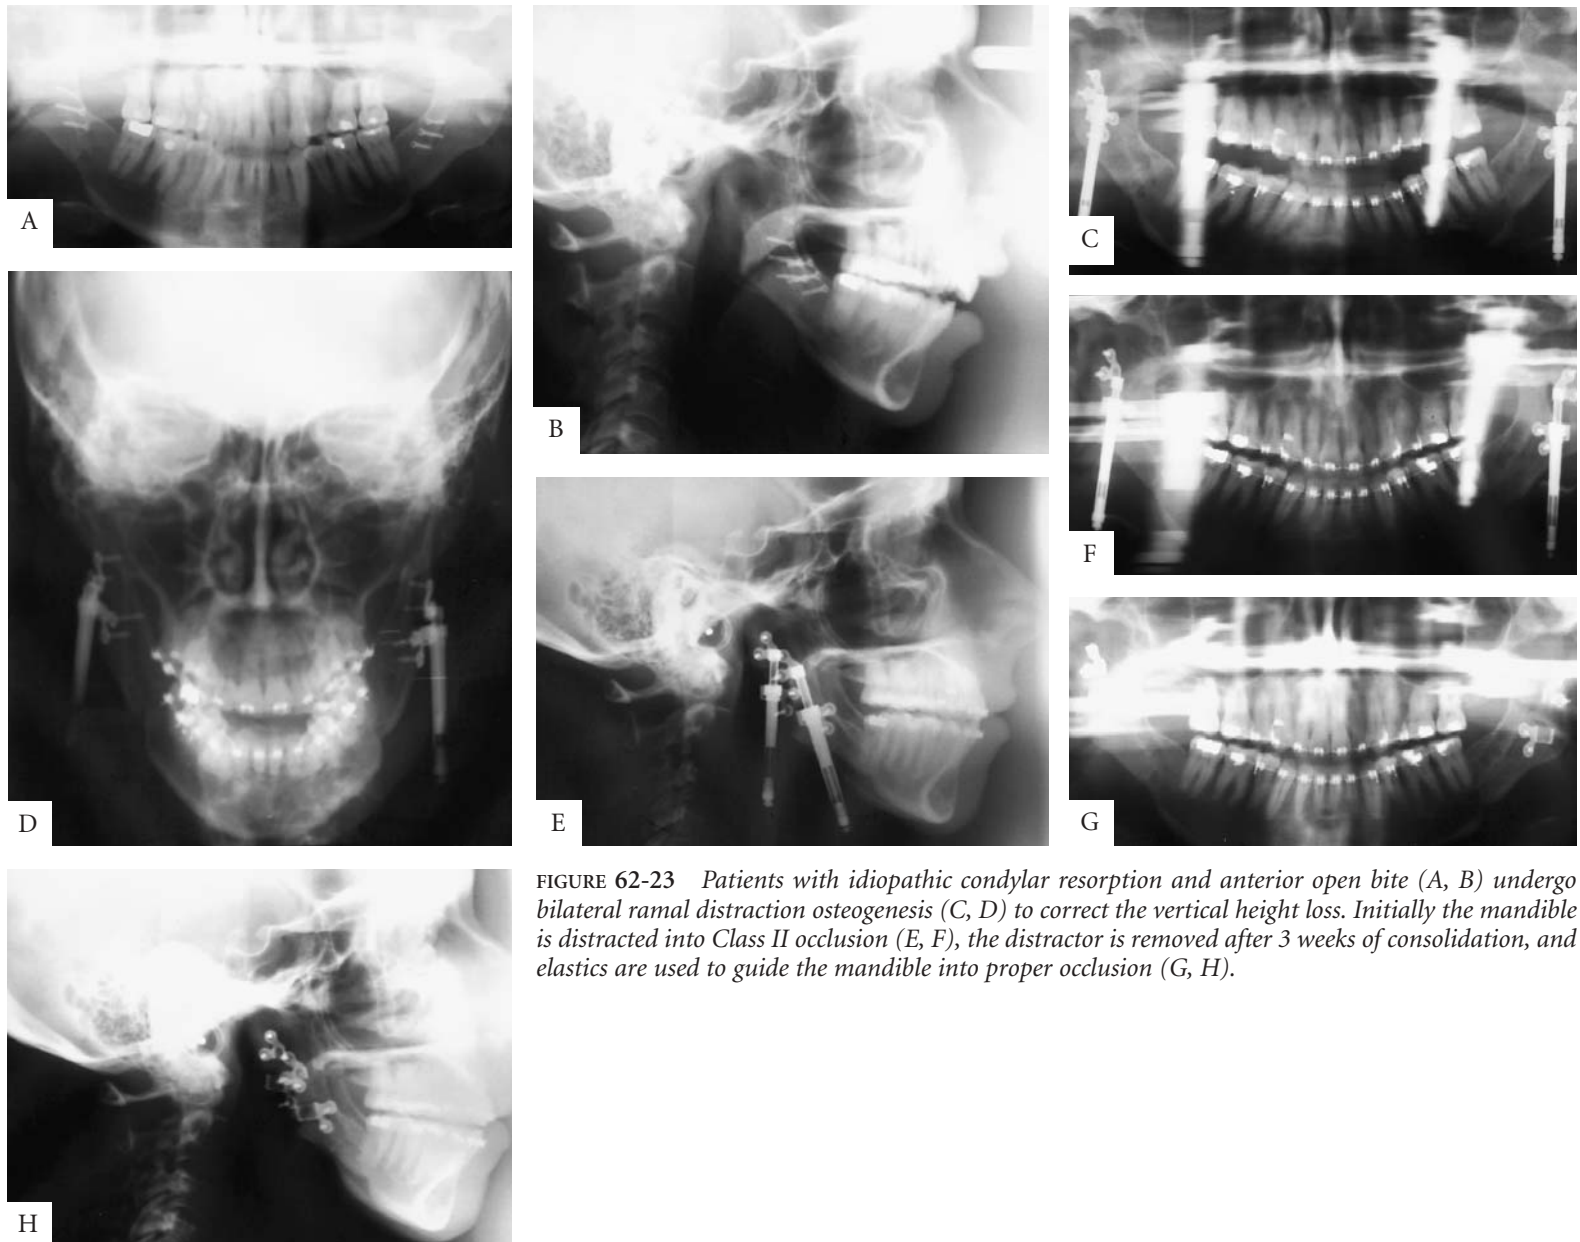 A
B
C
D
E
F
G
H
FIGURE 62-23 Patients with idiopathic condylar resorption and anterior open bite (A, B) undergo
bilateral ramal distraction osteogenesis (C, D) to correct the vertical height loss. Initially the mandible
is distracted into Class II occlusion (E, F), the distractor is removed after 3 weeks of consolidation, and
elastics are used to guide the mandible into proper occlusion (G, H).